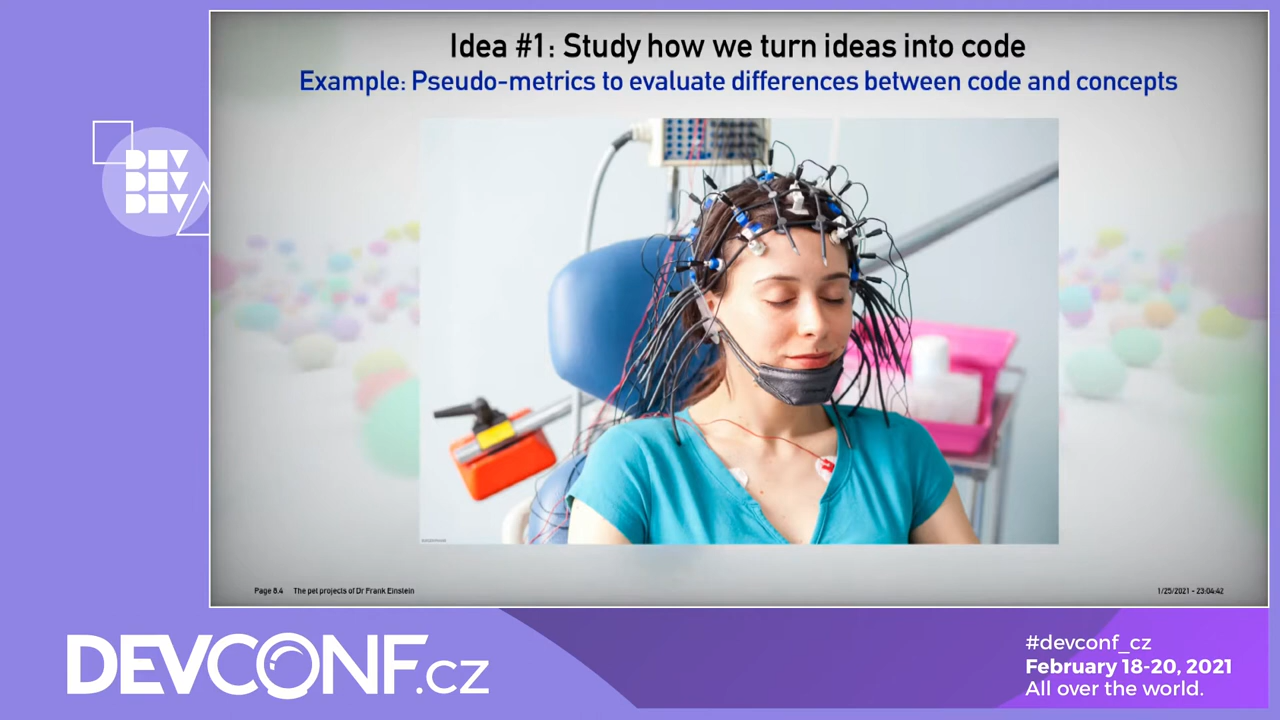 Idea #1: Study how we turn ideas into code
Example: Pseudo-metrics to evaluate differences between code and concepts
DEV
DEV
DEV
Page 8.4 The pet projects of Dr Frank Einstein
1/25/2021 - 23:04:42
DEVCONF.cz
#devconf_cz
February 18-20, 2021
All over the world.